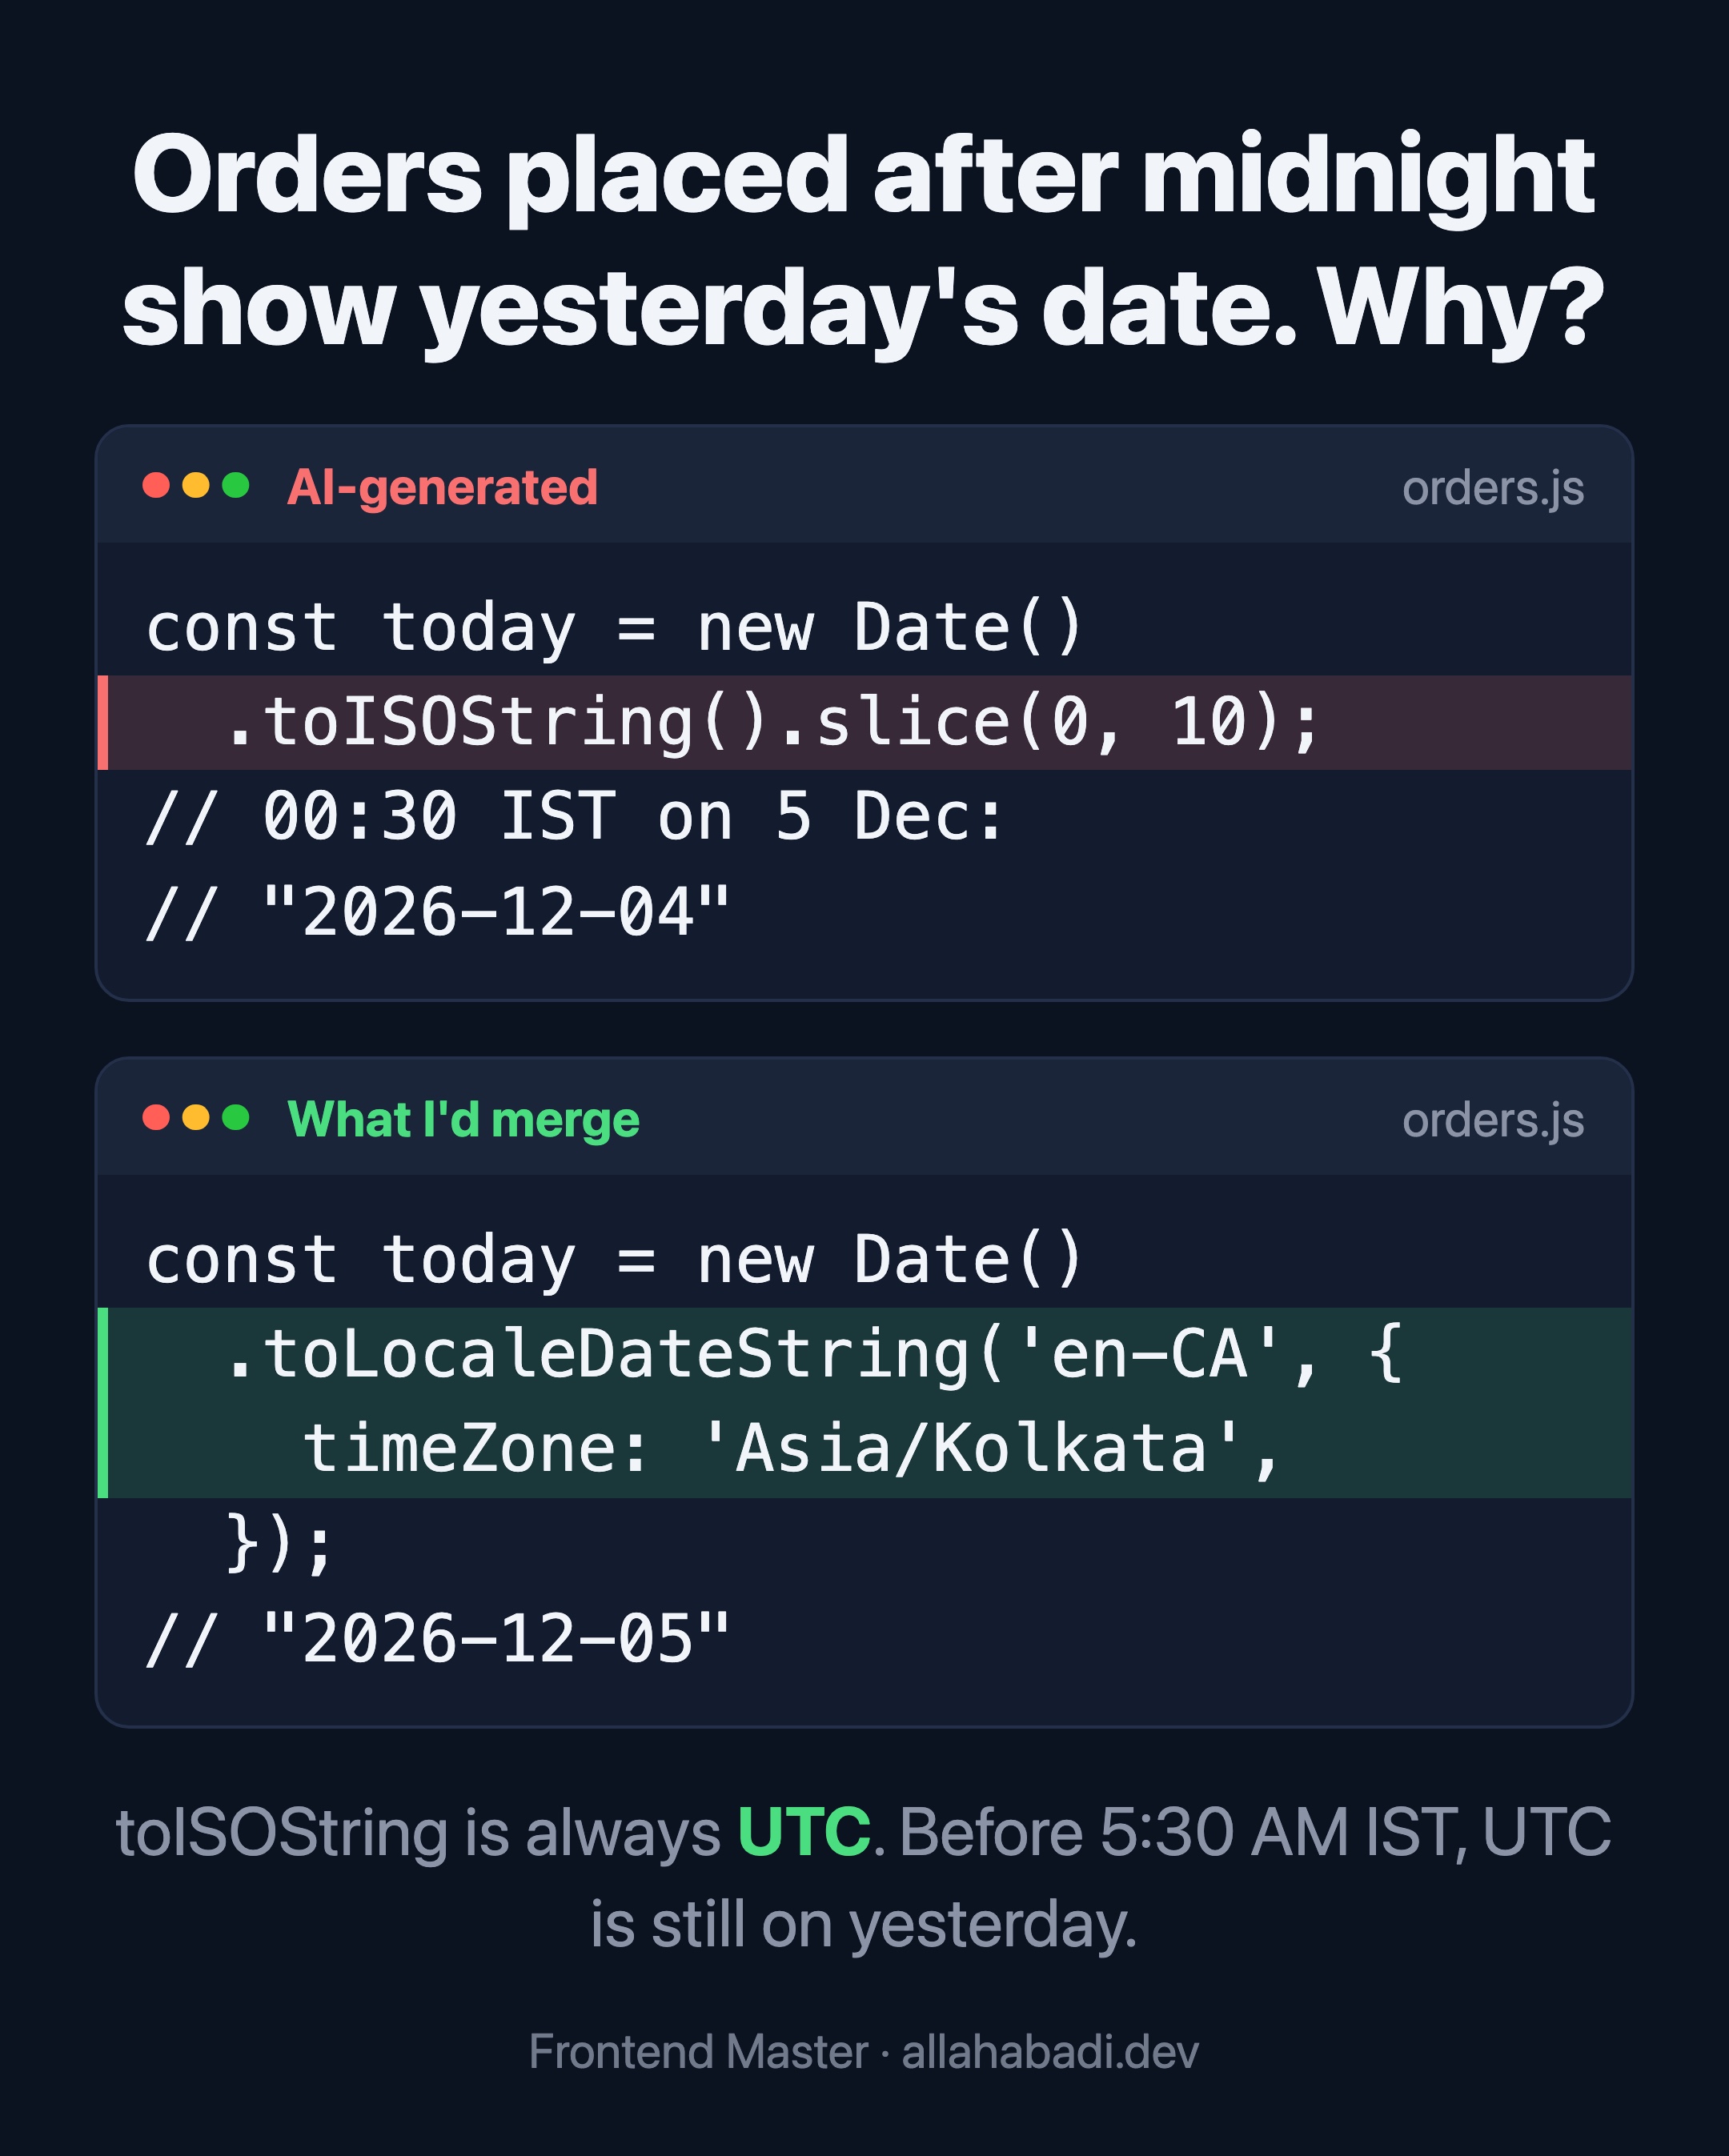 Orders placed after midnight
show yesterday's date. Why?
AI-generated
orders.js
const today = new Date()
  .toISOString().slice(0, 10);
// 00:30 IST on 5 Dec:
// "2026-12-04"
What I'd merge
orders.js
const today = new Date()
  .toLocaleDateString('en-CA', {
    timeZone: 'Asia/Kolkata',
  });
// "2026-12-05"
toISOString is always UTC. Before 5:30 AM IST, UTC
is still on yesterday.
Frontend Master · allahabadi.dev